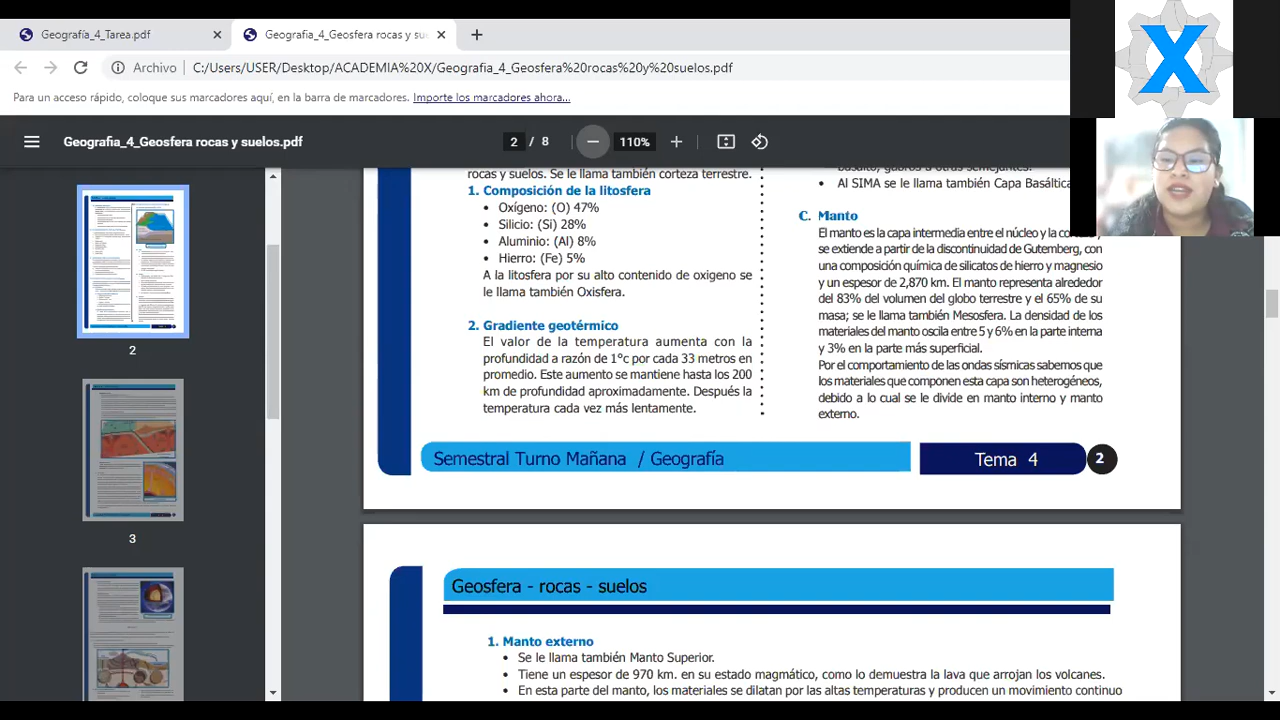 Geografía_4_Tarea.pdf
Geografia_4_Geosfera rocas y su
Archivo
C:/Users/USER/Desktop/ACADEMIA%20X/Geografia_4_Geosfera%20rocas%20y%20suelos.pdf
Para un acceso rápido, coloque sus marcadores aquí, en la barra de marcadores. Importe los marcadores ahora...
Geografia_4_Geosfera rocas y suelos.pdf
2 / 8
110%
X
2
3
rocas y suelos. Se le llama también corteza terrestre.
1. Composición de la litosfera
• Oxígeno: (O) 47%
• Silicio: (Si) 28%
• Aluminio: (Al) 8%
• Hierro: (Fe) 5%
A la litosfera por su alto contenido de oxigeno se
le llama también Oxisfera.
2. Gradiente geotérmico
El valor de la temperatura aumenta con la
profundidad a razón de 1°c por cada 33 metros en
promedio. Este aumento se mantiene hasta los 200
km de profundidad aproximadamente. Después la
temperatura cada vez más lentamente.
basalto, gabros u otras semejantes.
• Al SIMA se le llama también Capa Basáltica
C. Manto
El manto es la capa intermedia entre el núcleo y la
se extiende a partir de la discontinuidad de Gutemberg, con
una composición química de silicatos de hierro y magnesio
y un espesor de 2,870 km. El manto representa alrededor
del 83% del volumen del globo terrestre y el 65% de su
masa; se le llama también Mesosfera. La densidad de los
materiales del manto oscila entre 5 y 6% en la parte interna
y 3% en la parte más superficial.
Por el comportamiento de las ondas sísmicas sabemos que
los materiales que componen esta capa son heterogéneos,
debido a lo cual se le divide en manto interno y manto
externo.
Semestral Turno Mañana / Geografía
Tema 4
2
Geosfera - rocas - suelos
1. Manto externo
• Se le llama también Manto Superior.
• Tiene un espesor de 970 km. en su estado magmático, como lo demuestra la lava que arrojan los volcanes.
• En esta parte del manto, los materiales se dilatan por las altas temperaturas y producen un movimiento continuo